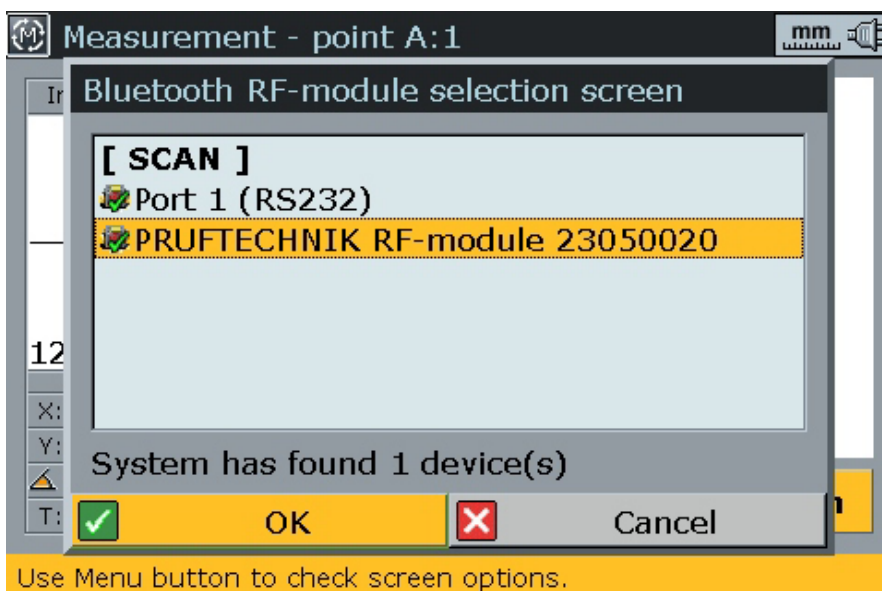 Measurement - point A:1
mm
Bluetooth RF-module selection screen
[ SCAN ]
Port 1 (RS232)
PRUFTECHNIK RF-module 23050020
12
X:
Y:
T:
System has found 1 device(s)
OK
Cancel
Use Menu button to check screen options.